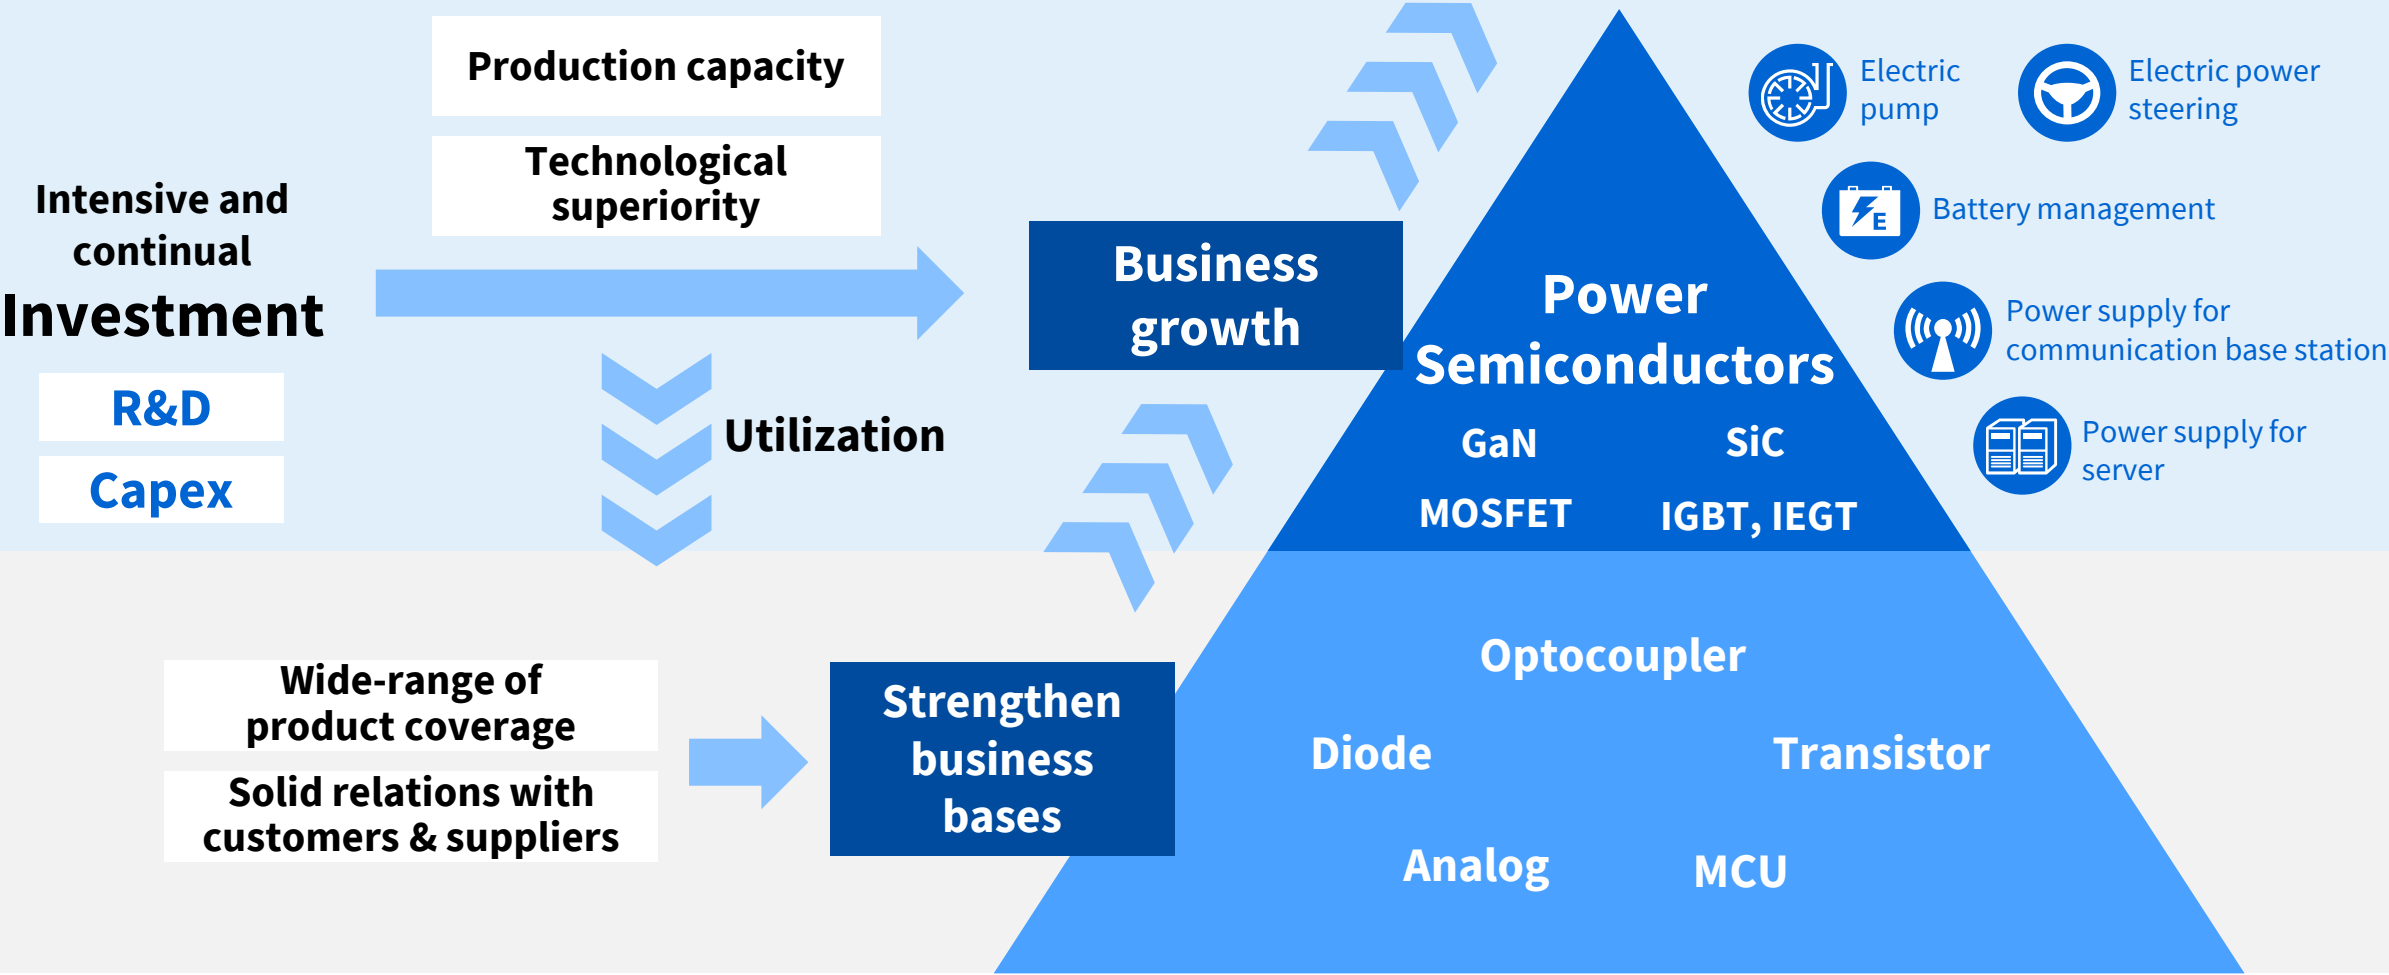 Production capacity
Technological
superiority
Intensive and
continual
Investment
R&D
Capex
Utilization
Business
growth
Wide-range of
product coverage
Solid relations with
customers & suppliers
Strengthen
business
bases
Power
Semiconductors
GaN
SiC
MOSFET
IGBT, IEGT
Optocoupler
Diode
Transistor
Analog
MCU
Electric
pump
Electric power
steering
E
Battery management
Power supply for
communication base station
Power supply for
server